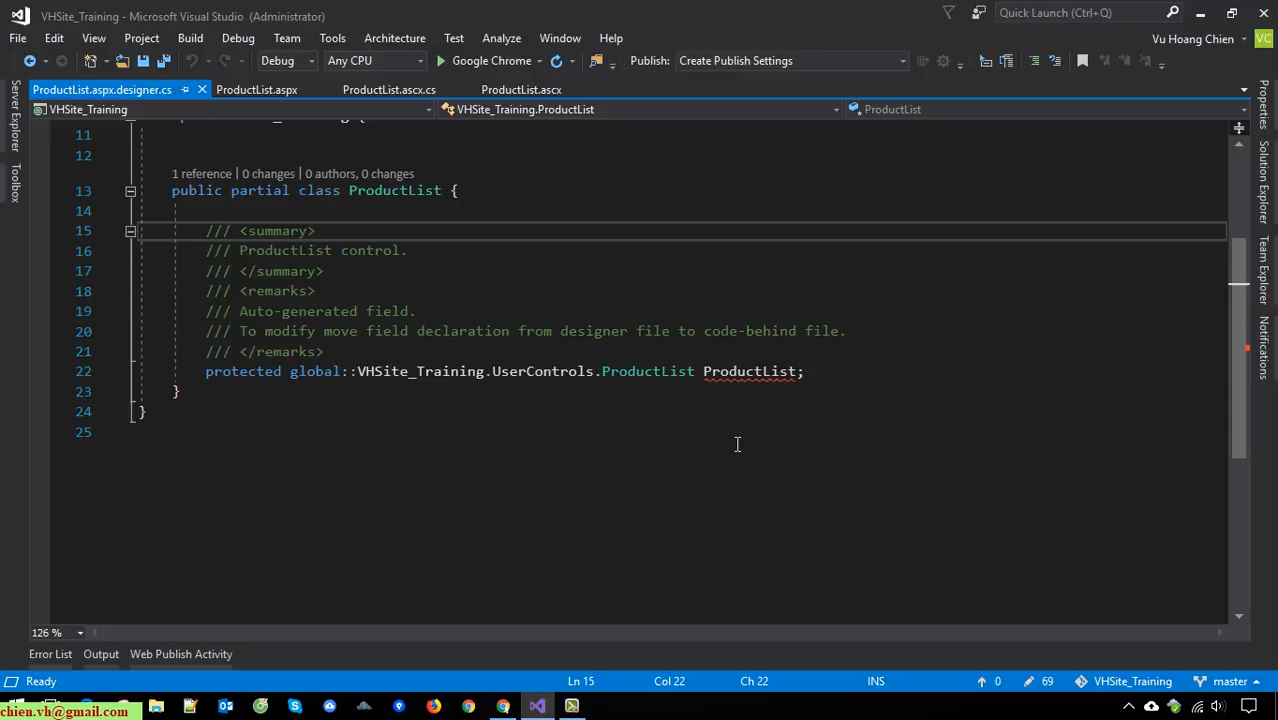 VHSite_Training - Microsoft Visual Studio (Administrator)
Quick Launch (Ctrl+Q)
File Edit View Project Build Debug Team Tools Architecture Test Analyze Window Help
Vu Hoang Chien VC
Debug Any CPU Google Chrome Publish: Create Publish Settings
ProductList.aspx.designer.cs ProductList.aspx ProductList.ascx.cs ProductList.ascx
VHSite_Training VHSite_Training.ProductList ProductList
Server Explorer
Toolbox
Properties
Solution Explorer
Team Explorer
Notifications
11
12
1 reference | 0 changes | 0 authors, 0 changes
13 public partial class ProductList {
14
15 /// <summary>
16 /// ProductList control.
17 /// </summary>
18 /// <remarks>
19 /// Auto-generated field.
20 /// To modify move field declaration from designer file to code-behind file.
21 /// </remarks>
22 protected global::VHSite_Training.UserControls.ProductList ProductList;
23 }
24 }
25
126 %
Error List Output Web Publish Activity
Ready Ln 15 Col 22 Ch 22 INS 0 69 VHSite_Training master
chien.vh@gmail.com